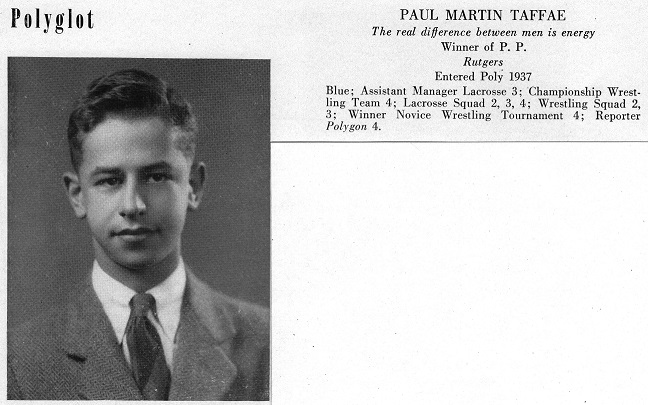 Polyglot
PAUL MARTIN TAFFAE
The real difference between men is energy
Winner of P. P.
Rutgers
Entered Poly 1937
Blue; Assistant Manager Lacrosse 3; Championship Wrest-
ling Team 4; Lacrosse Squad 2, 3, 4; Wrestling Squad 2,
3; Winner Novice Wrestling Tournament 4; Reporter
Polygon 4.